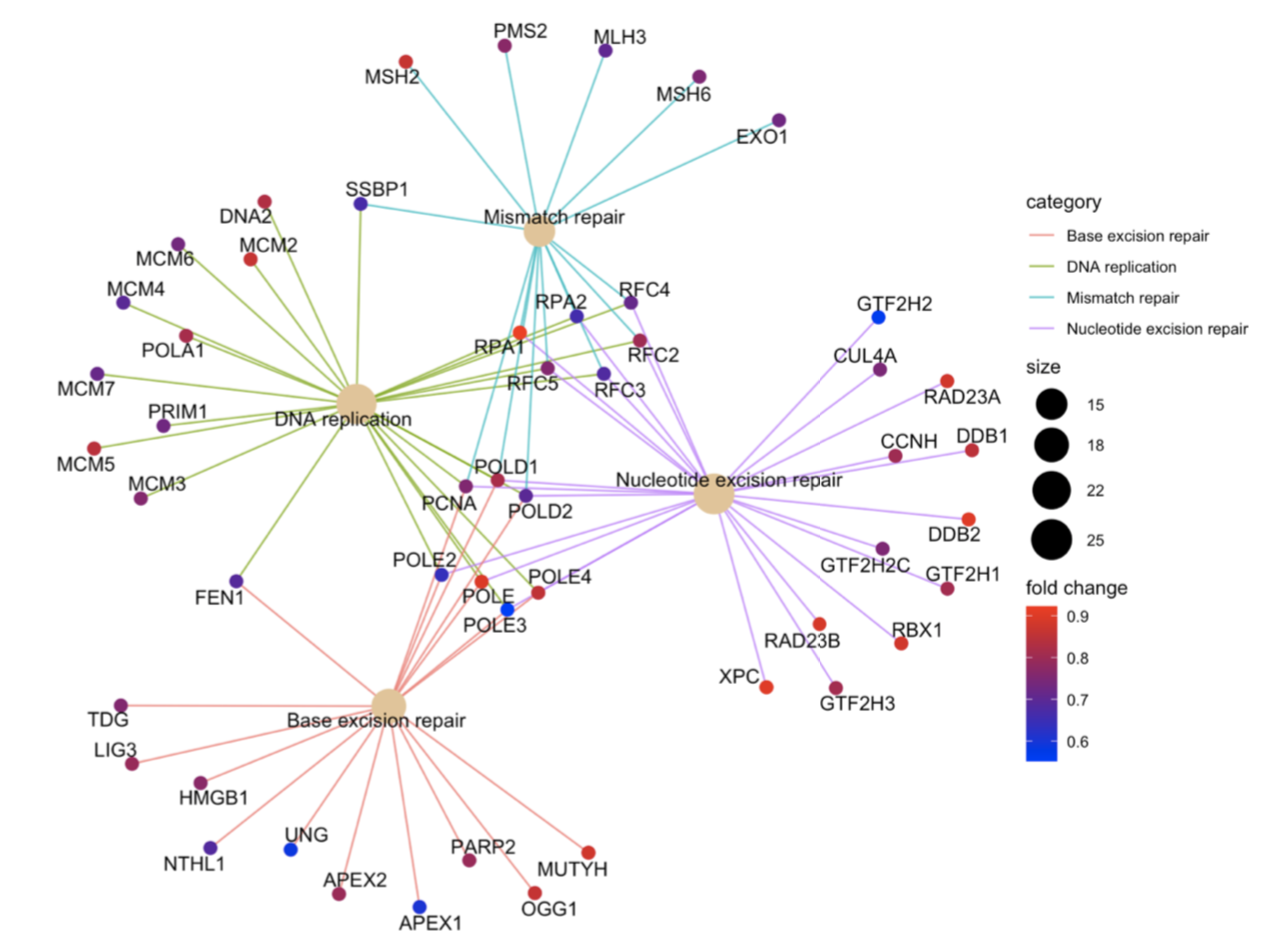 PMS2
MLH3
MSH2
MSH6
EXO1
SSBP1
DNA2
Mismatch repair
MCM2
MCM6
MCM4
RPA2
RFC4
POLA1
RPA1
RFC2
MCM7
RFC5
RFC3
PRIM1
DNA replication
MCM5
MCM3
POLD1
PCNA
POLD2
Nucleotide excision repair
GTF2H2
CUL4A
RAD23A
CCNH
DDB1
DDB2
GTF2H2C
GTF2H1
RAD23B
RBX1
XPC
GTF2H3
POLE2
POLE4
POLE
POLE3
FEN1
Base excision repair
TDG
LIG3
HMGB1
UNG
NTHL1
PARP2
MUTYH
APEX2
OGG1
APEX1
category
Base excision repair
DNA replication
Mismatch repair
Nucleotide excision repair
size
15
18
22
25
fold change
0.9
0.8
0.7
0.6